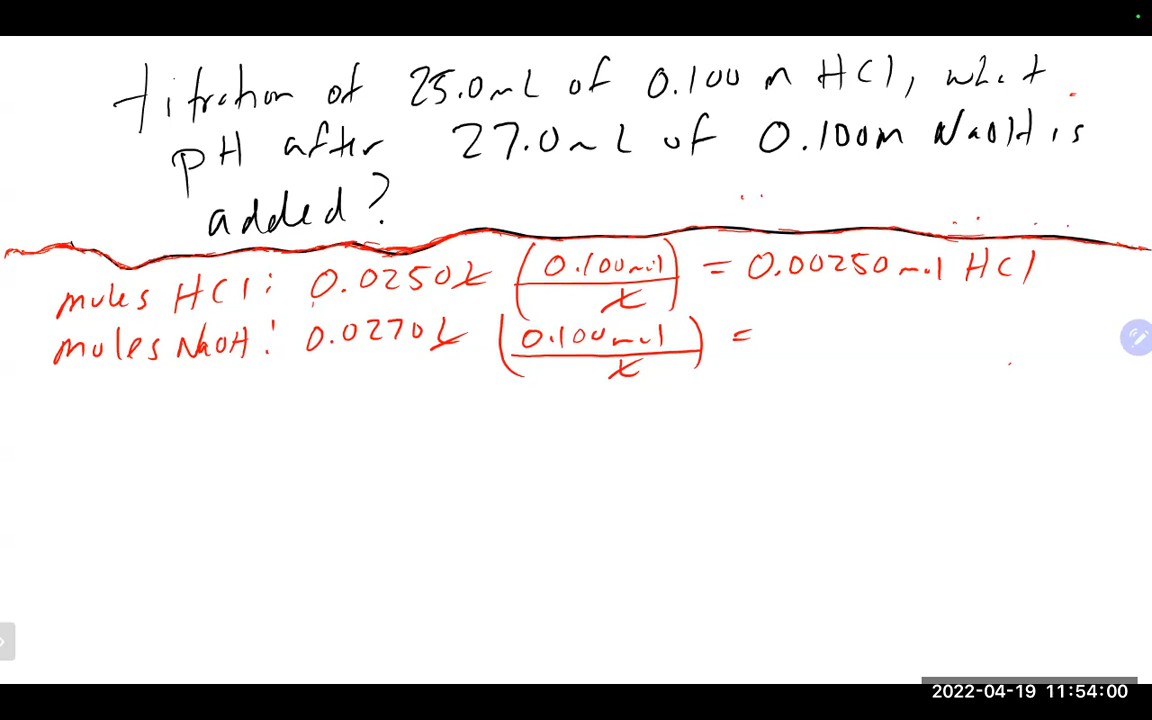 titration of 25.0mL of 0.100 m HCl, what
pH after 27.0mL of 0.100m NaOH is
added?
moles HCl: 0.0250L (0.100mol/L) = 0.00250mol HCl
moles NaOH: 0.0270L (0.100mol/L) =
2022-04-19 11:54:00